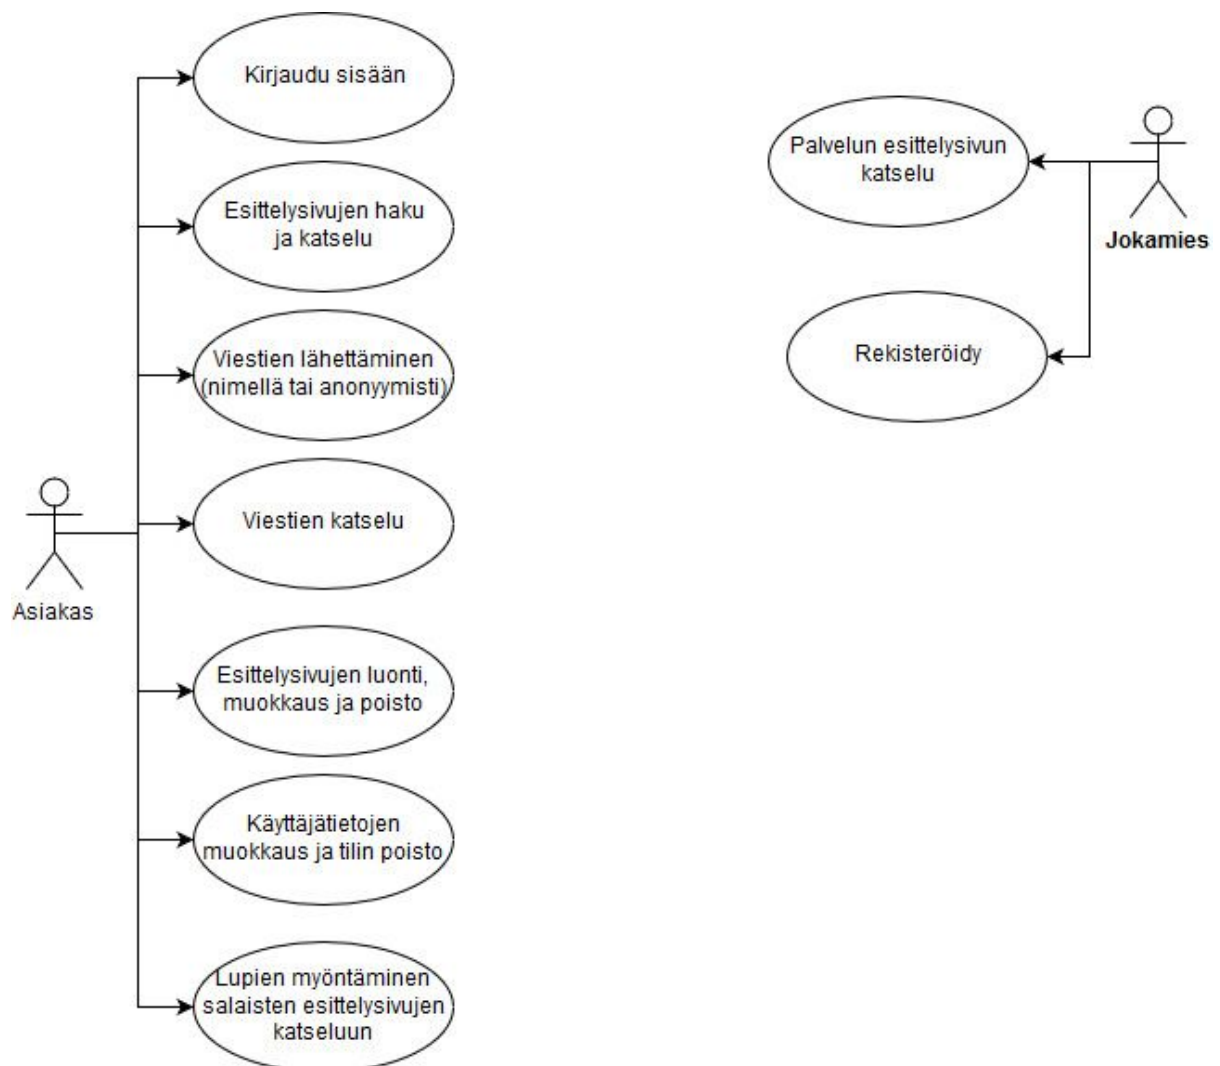 Kirjaudu sisään
Esittelysivujen haku
ja katselu
Viestien lähettäminen
(nimellä tai anonyymisti)
Viestien katselu
Asiakas
Esittelysivujen luonti,
muokkaus ja poisto
Käyttäjätietojen
muokkaus ja tilin poisto
Lupien myöntäminen
salaisten esittelysivujen
katseluun
Palvelun esittelysivun
katselu
Jokamies
Rekisteröidy